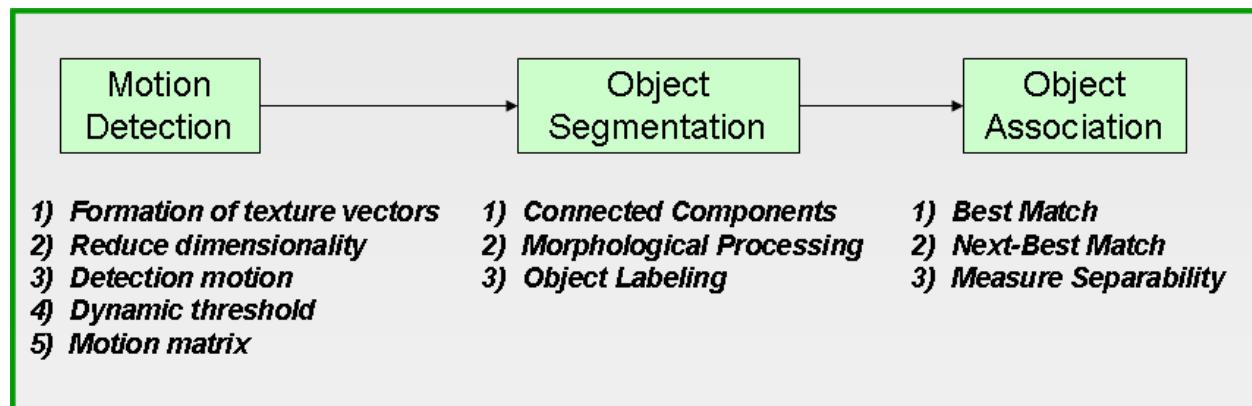 Motion
Detection
Object
Segmentation
Object
Association
1) Formation of texture vectors
2) Reduce dimensionality
3) Detection motion
4) Dynamic threshold
5) Motion matrix
1) Connected Components
2) Morphological Processing
3) Object Labeling
1) Best Match
2) Next-Best Match
3) Measure Separability